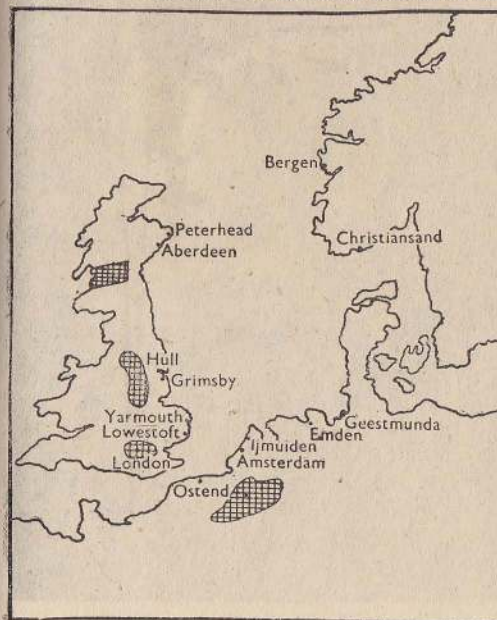 Bergen
Peterhead
Aberdeen
Christiansand
Hull
Grimsby
Yarmouth
Lowestoft
London
Geestmunda
Emden
Ijmuiden
Amsterdam
Ostend